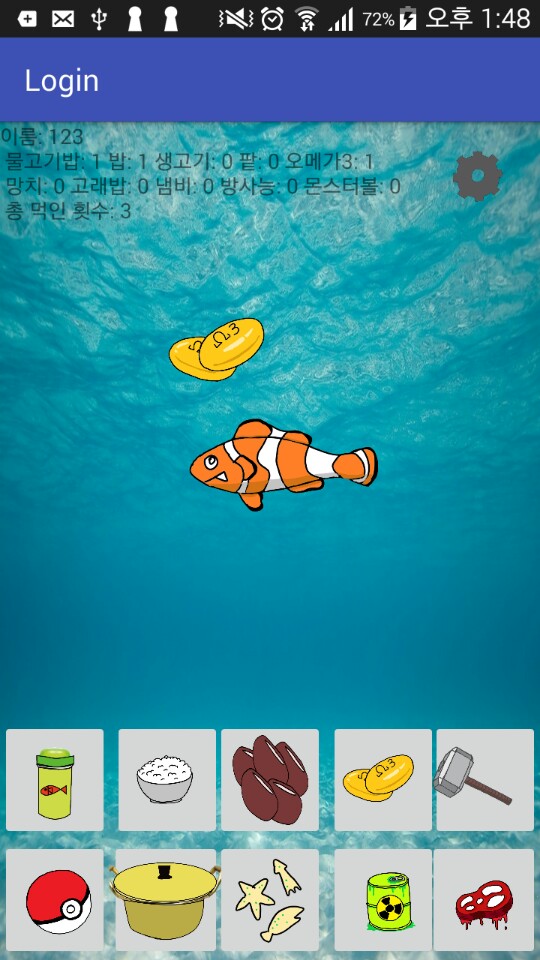 72% 오후 1:48
Login
이름: 123
물고기밥: 1 밥: 1 생고기: 0 팥: 0 오메가3: 1
망치: 0 고래밥: 0 냄비: 0 방사능: 0 몬스터볼: 0
총 먹인 횟수: 3
Ω3
Ω3